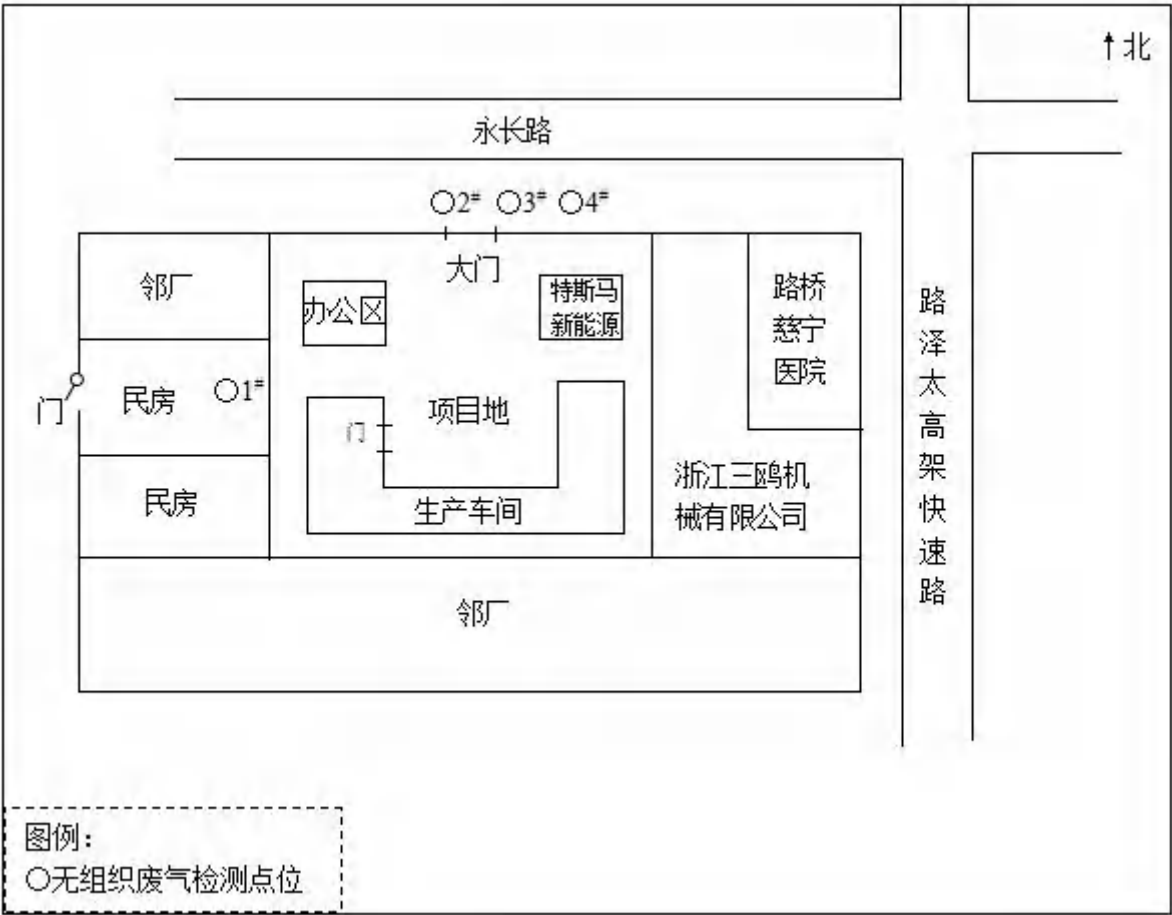 北
永长路
○2# ○3# ○4#
大门
邻厂
办公区
特斯马
新能源
路桥
慈宁
医院
路泽太高架快速路
门
民房
○1#
门
项目地
民房
生产车间
浙江三鸥机
械有限公司
邻厂
图例：
○无组织废气检测点位